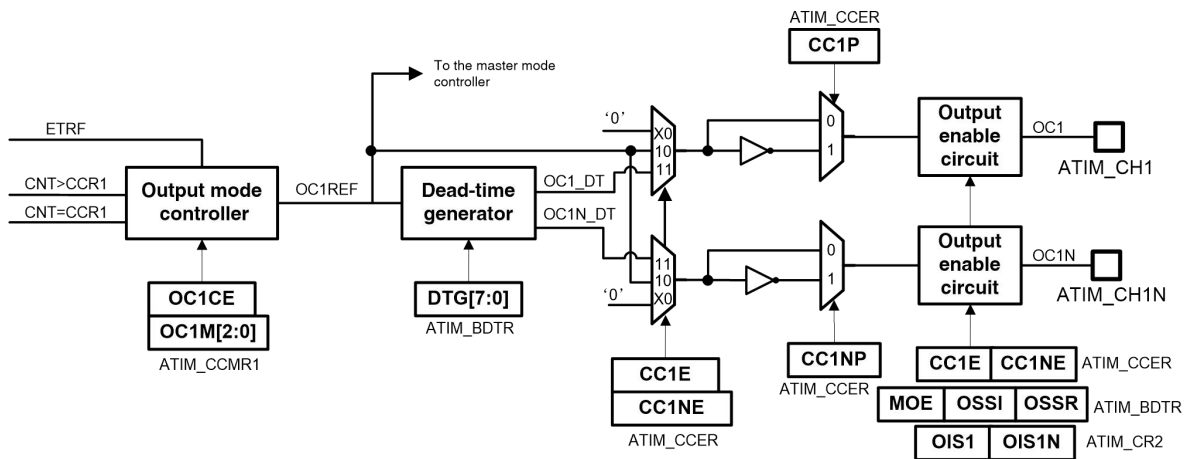 ATIM_CCER
CC1P
To the master mode
controller
'0'
X0
10
11
0
1
Output
enable
circuit
OC1
ATIM_CH1
ETRF
CNT>CCR1
CNT=CCR1
Output mode
controller
OC1REF
Dead-time
generator
OC1_DT
OC1N_DT
11
10
X0
'0'
0
1
Output
enable
circuit
OC1N
ATIM_CH1N
OC1CE
OC1M[2:0]
ATIM_CCMR1
DTG[7:0]
ATIM_BDTR
CC1E
CC1NE
ATIM_CCER
CC1NP
ATIM_CCER
CC1E CC1NE ATIM_CCER
MOE OSSI OSSR ATIM_BDTR
OIS1 OIS1N ATIM_CR2